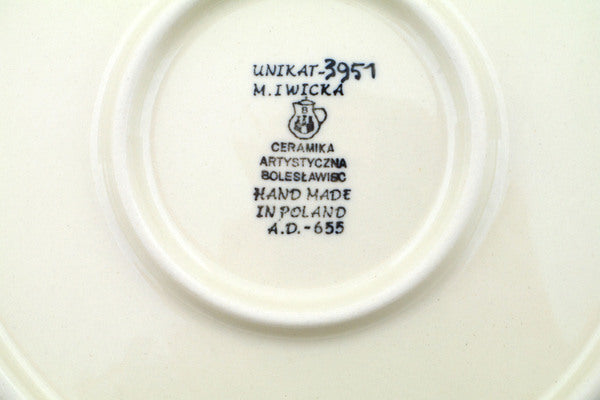 UNIKAT-3951
M.IWICKA
B
CERAMIKA
ARTYSTYCZNA
BOLESŁAWIEC
HAND MADE
IN POLAND
A.D.-655